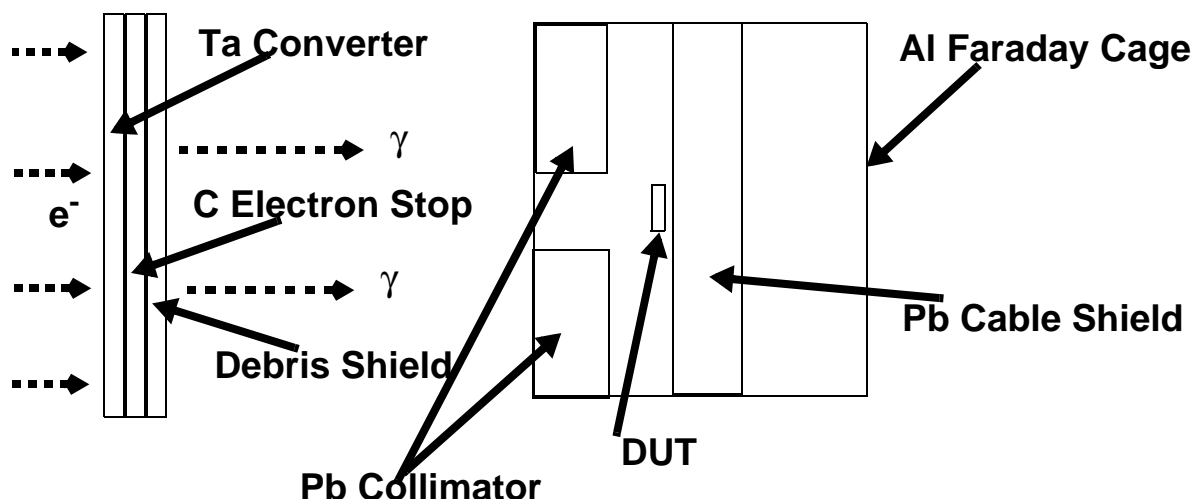 Ta Converter
Al Faraday Cage
γ
e-
C Electron Stop
γ
Pb Cable Shield
Debris Shield
DUT
Pb Collimator